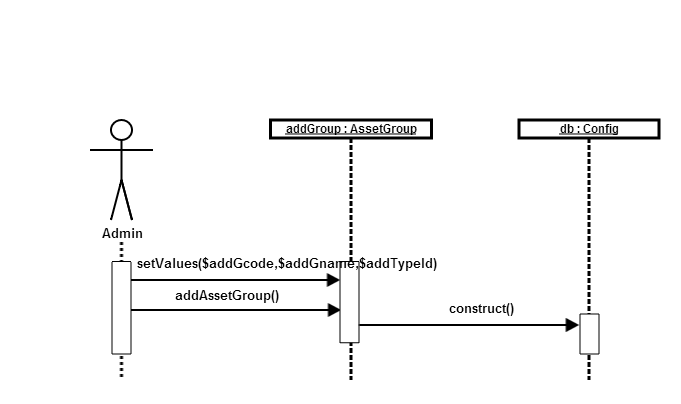 addGroup : AssetGroup
db : Config
Admin
setValues($addGcode,$addGname,$addTypeId)
addAssetGroup()
construct()